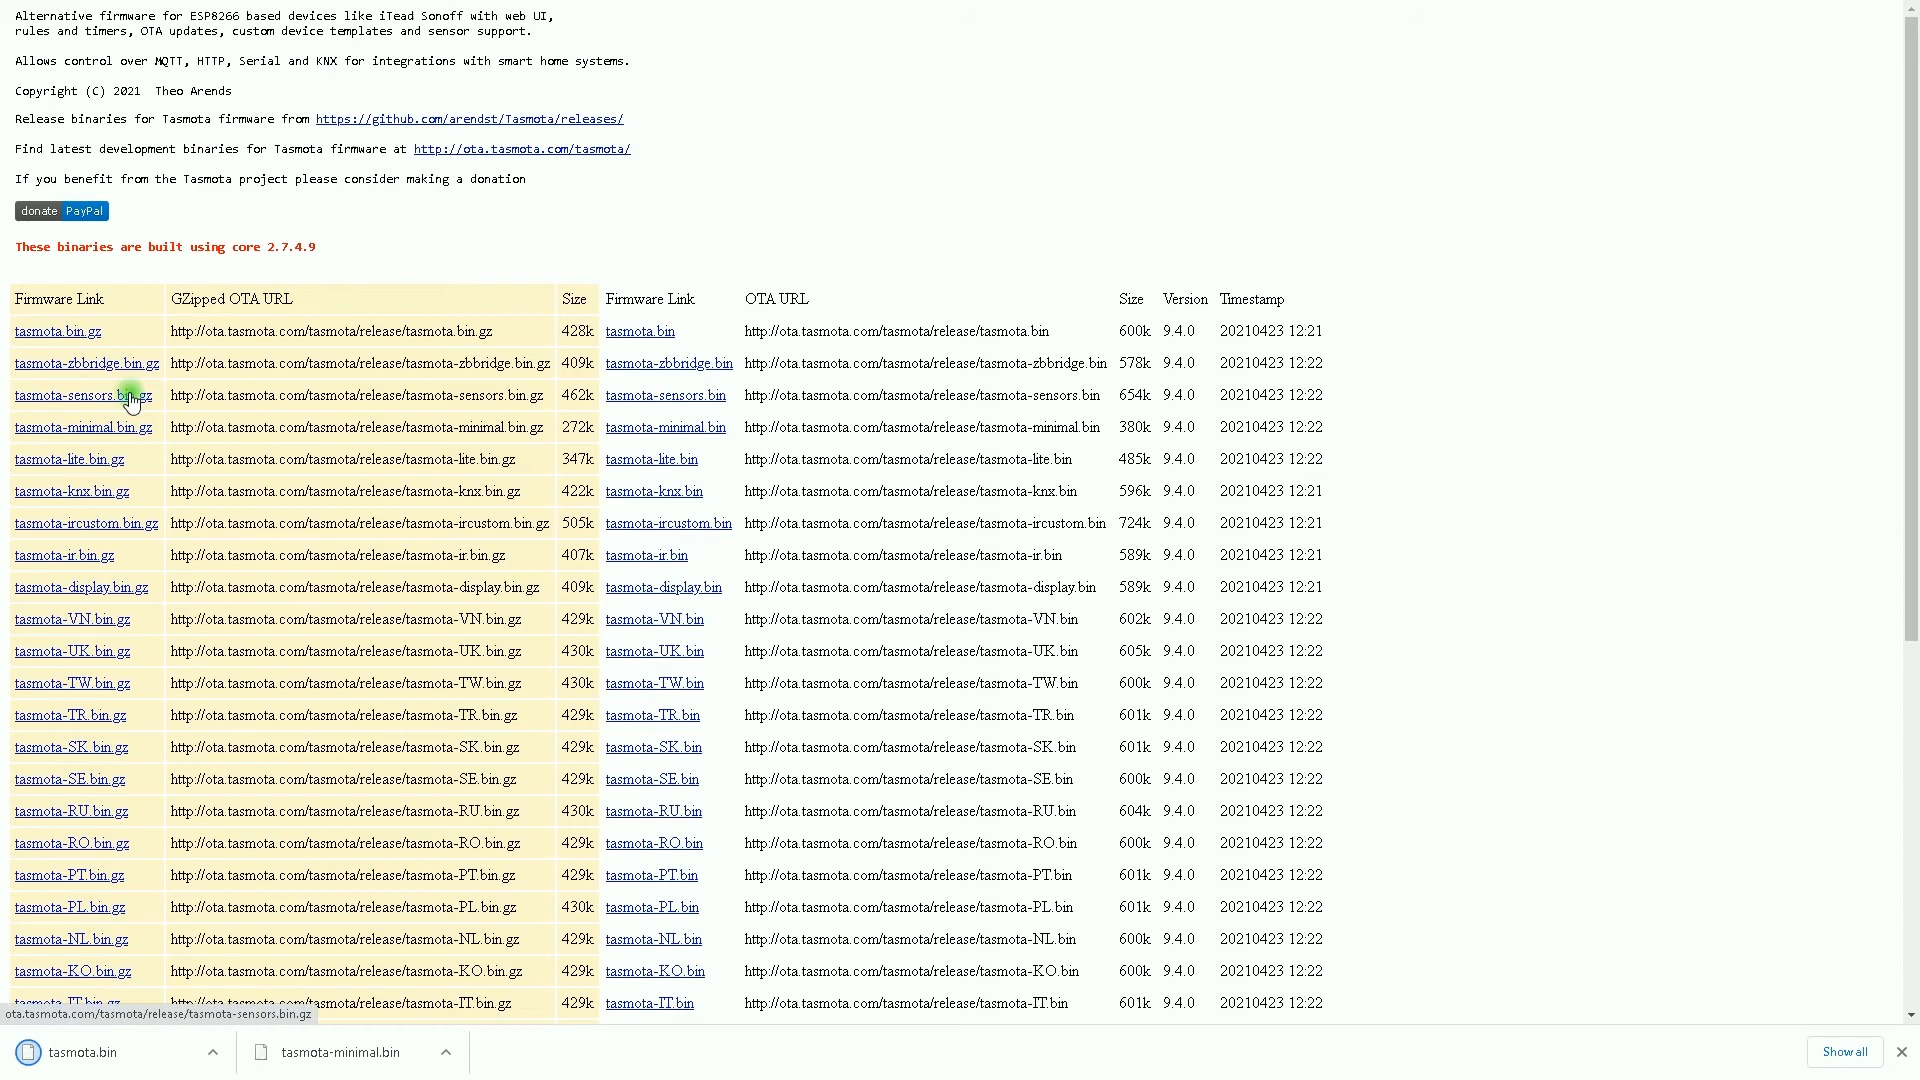 Alternative firmware for ESP8266 based devices like iTead Sonoff with web UI,
rules and timers, OTA updates, custom device templates and sensor support.
Allows control over MQTT, HTTP, Serial and KNX for integrations with smart home systems.
Copyright (C) 2021  Theo Arends
Release binaries for Tasmota firmware from https://github.com/arendst/Tasmota/releases/
Find latest development binaries for Tasmota firmware at http://ota.tasmota.com/tasmota/
If you benefit from the Tasmota project please consider making a donation
donate PayPal
These binaries are built using core 2.7.4.9
Firmware Link GZipped OTA URL Size Firmware Link OTA URL Size Version Timestamp
tasmota.bin.gz http://ota.tasmota.com/tasmota/release/tasmota.bin.gz 428k tasmota.bin http://ota.tasmota.com/tasmota/release/tasmota.bin 600k 9.4.0 20210423 12:21
tasmota-zbbridge.bin.gz http://ota.tasmota.com/tasmota/release/tasmota-zbbridge.bin.gz 409k tasmota-zbbridge.bin http://ota.tasmota.com/tasmota/release/tasmota-zbbridge.bin 578k 9.4.0 20210423 12:22
tasmota-sensors.bin.gz http://ota.tasmota.com/tasmota/release/tasmota-sensors.bin.gz 462k tasmota-sensors.bin http://ota.tasmota.com/tasmota/release/tasmota-sensors.bin 654k 9.4.0 20210423 12:22
tasmota-minimal.bin.gz http://ota.tasmota.com/tasmota/release/tasmota-minimal.bin.gz 272k tasmota-minimal.bin http://ota.tasmota.com/tasmota/release/tasmota-minimal.bin 380k 9.4.0 20210423 12:22
tasmota-lite.bin.gz http://ota.tasmota.com/tasmota/release/tasmota-lite.bin.gz 347k tasmota-lite.bin http://ota.tasmota.com/tasmota/release/tasmota-lite.bin 485k 9.4.0 20210423 12:22
tasmota-knx.bin.gz http://ota.tasmota.com/tasmota/release/tasmota-knx.bin.gz 422k tasmota-knx.bin http://ota.tasmota.com/tasmota/release/tasmota-knx.bin 596k 9.4.0 20210423 12:21
tasmota-ircustom.bin.gz http://ota.tasmota.com/tasmota/release/tasmota-ircustom.bin.gz 505k tasmota-ircustom.bin http://ota.tasmota.com/tasmota/release/tasmota-ircustom.bin 724k 9.4.0 20210423 12:21
tasmota-ir.bin.gz http://ota.tasmota.com/tasmota/release/tasmota-ir.bin.gz 407k tasmota-ir.bin http://ota.tasmota.com/tasmota/release/tasmota-ir.bin 589k 9.4.0 20210423 12:21
tasmota-display.bin.gz http://ota.tasmota.com/tasmota/release/tasmota-display.bin.gz 409k tasmota-display.bin http://ota.tasmota.com/tasmota/release/tasmota-display.bin 589k 9.4.0 20210423 12:21
tasmota-VN.bin.gz http://ota.tasmota.com/tasmota/release/tasmota-VN.bin.gz 429k tasmota-VN.bin http://ota.tasmota.com/tasmota/release/tasmota-VN.bin 602k 9.4.0 20210423 12:22
tasmota-UK.bin.gz http://ota.tasmota.com/tasmota/release/tasmota-UK.bin.gz 430k tasmota-UK.bin http://ota.tasmota.com/tasmota/release/tasmota-UK.bin 605k 9.4.0 20210423 12:22
tasmota-TW.bin.gz http://ota.tasmota.com/tasmota/release/tasmota-TW.bin.gz 430k tasmota-TW.bin http://ota.tasmota.com/tasmota/release/tasmota-TW.bin 600k 9.4.0 20210423 12:22
tasmota-TR.bin.gz http://ota.tasmota.com/tasmota/release/tasmota-TR.bin.gz 429k tasmota-TR.bin http://ota.tasmota.com/tasmota/release/tasmota-TR.bin 601k 9.4.0 20210423 12:22
tasmota-SK.bin.gz http://ota.tasmota.com/tasmota/release/tasmota-SK.bin.gz 429k tasmota-SK.bin http://ota.tasmota.com/tasmota/release/tasmota-SK.bin 601k 9.4.0 20210423 12:22
tasmota-SE.bin.gz http://ota.tasmota.com/tasmota/release/tasmota-SE.bin.gz 429k tasmota-SE.bin http://ota.tasmota.com/tasmota/release/tasmota-SE.bin 600k 9.4.0 20210423 12:22
tasmota-RU.bin.gz http://ota.tasmota.com/tasmota/release/tasmota-RU.bin.gz 430k tasmota-RU.bin http://ota.tasmota.com/tasmota/release/tasmota-RU.bin 604k 9.4.0 20210423 12:22
tasmota-RO.bin.gz http://ota.tasmota.com/tasmota/release/tasmota-RO.bin.gz 429k tasmota-RO.bin http://ota.tasmota.com/tasmota/release/tasmota-RO.bin 600k 9.4.0 20210423 12:22
tasmota-PT.bin.gz http://ota.tasmota.com/tasmota/release/tasmota-PT.bin.gz 429k tasmota-PT.bin http://ota.tasmota.com/tasmota/release/tasmota-PT.bin 601k 9.4.0 20210423 12:22
tasmota-PL.bin.gz http://ota.tasmota.com/tasmota/release/tasmota-PL.bin.gz 430k tasmota-PL.bin http://ota.tasmota.com/tasmota/release/tasmota-PL.bin 601k 9.4.0 20210423 12:22
tasmota-NL.bin.gz http://ota.tasmota.com/tasmota/release/tasmota-NL.bin.gz 429k tasmota-NL.bin http://ota.tasmota.com/tasmota/release/tasmota-NL.bin 600k 9.4.0 20210423 12:22
tasmota-KO.bin.gz http://ota.tasmota.com/tasmota/release/tasmota-KO.bin.gz 429k tasmota-KO.bin http://ota.tasmota.com/tasmota/release/tasmota-KO.bin 600k 9.4.0 20210423 12:22
tasmota-IT.bin.gz http://ota.tasmota.com/tasmota/release/tasmota-IT.bin.gz 429k tasmota-IT.bin http://ota.tasmota.com/tasmota/release/tasmota-IT.bin 601k 9.4.0 20210423 12:22
ota.tasmota.com/tasmota/release/tasmota-sensors.bin.gz
tasmota.bin tasmota-minimal.bin Show all